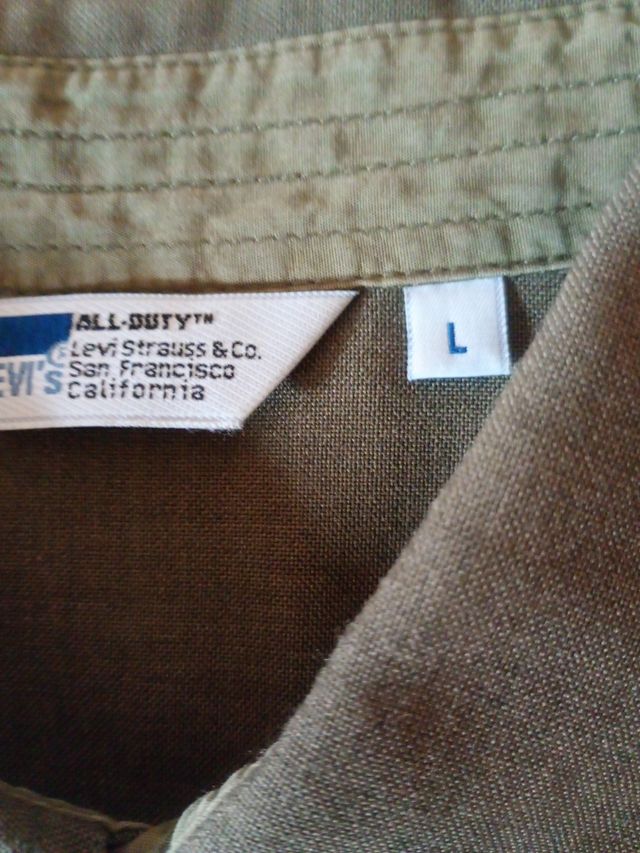 ALL-DUTY™
Levi Strauss & Co.
San Francisco
EVI's California
L